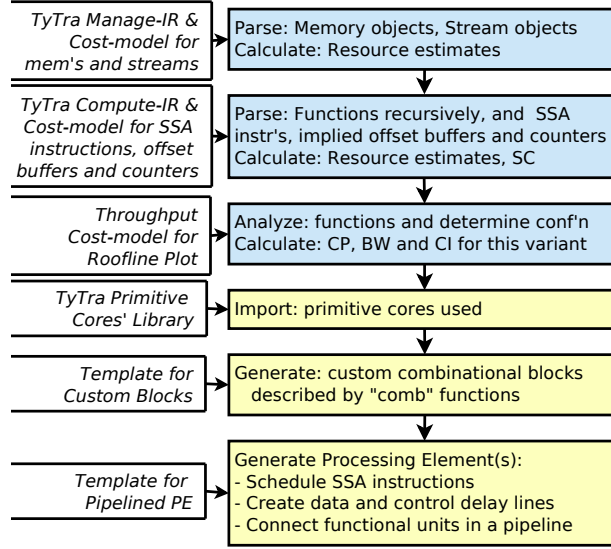 TyTra Manage-IR &
Cost-model for
mem's and streams
Parse: Memory objects, Stream objects
Calculate: Resource estimates
TyTra Compute-IR &
Cost-model for SSA
instructions, offset
buffers and counters
Parse: Functions recursively, and SSA
instr's, implied offset buffers and counters
Calculate: Resource estimates, SC
Throughput
Cost-model for
Roofline Plot
Analyze: functions and determine conf'n
Calculate: CP, BW and CI for this variant
TyTra Primitive
Cores' Library
Import: primitive cores used
Template for
Custom Blocks
Generate: custom combinational blocks
described by "comb" functions
Template for
Pipelined PE
Generate Processing Element(s):
- Schedule SSA instructions
- Create data and control delay lines
- Connect functional units in a pipeline